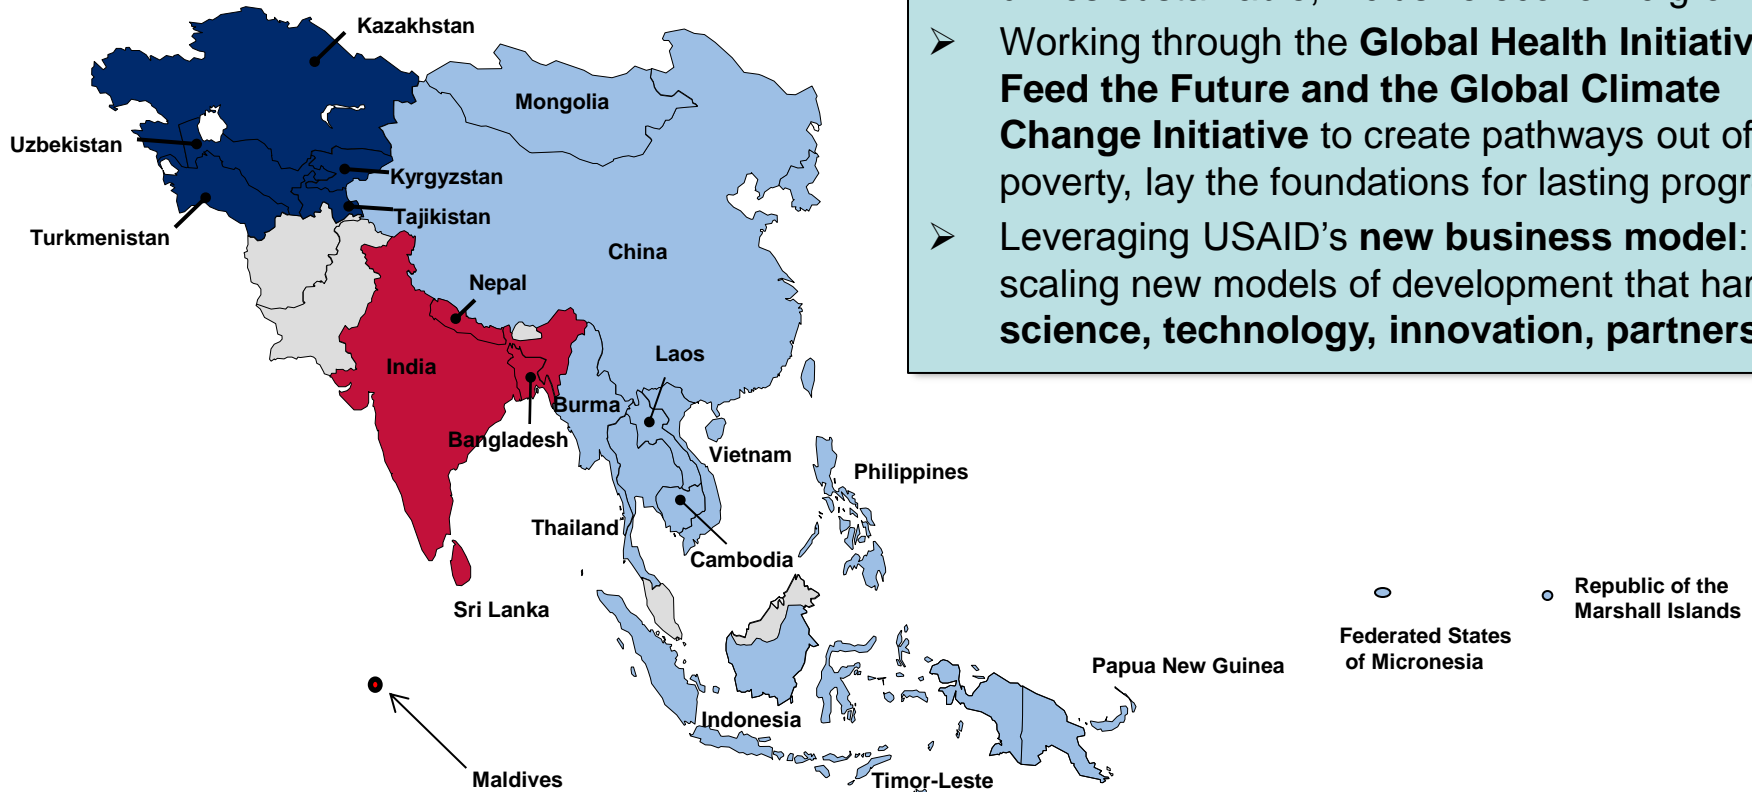 Kazakhstan
Mongolia
Uzbekistan
Kyrgyzstan
Tajikistan
Turkmenistan
China
Nepal
Laos
India
Burma
Bangladesh
Vietnam
Philippines
Thailand
Cambodia
Sri Lanka
Republic of the
Marshall Islands
Federated States
of Micronesia
Papua New Guinea
Indonesia
Maldives
Timor-Leste
➢ Working through the Global Health Initiativ
Feed the Future and the Global Climate
Change Initiative to create pathways out of
poverty, lay the foundations for lasting progr
➢ Leveraging USAID’s new business model:
scaling new models of development that har
science, technology, innovation, partners